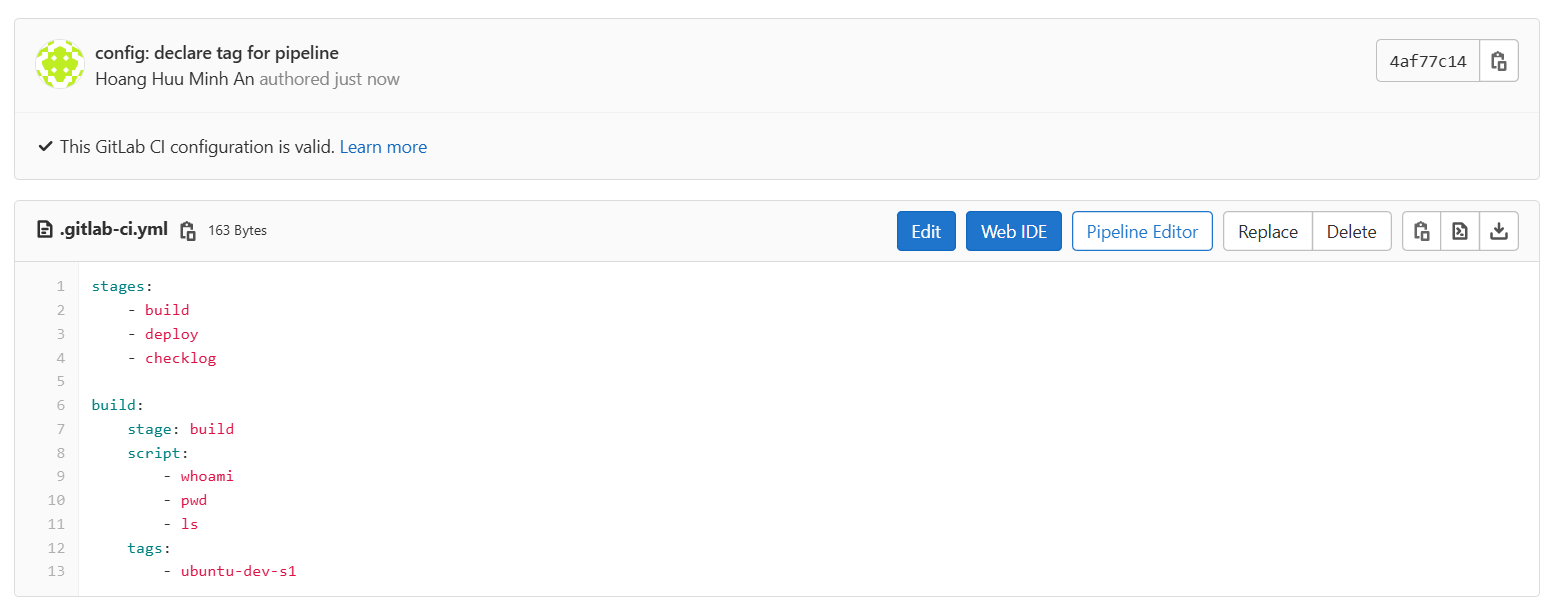 config: declare tag for pipeline
Hoang Huu Minh An authored just now
4af77c14
This GitLab CI configuration is valid. Learn more
.gitlab-ci.yml 163 Bytes
Edit Web IDE Pipeline Editor Replace Delete
1 stages:
2     - build
3     - deploy
4     - checklog
5
6 build:
7     stage: build
8     script:
9         - whoami
10         - pwd
11         - ls
12     tags:
13         - ubuntu-dev-s1